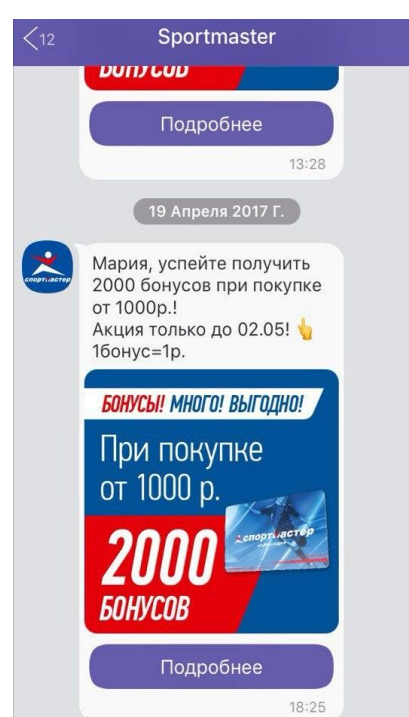 12
Sportmaster
БОНУСОВ
Подробнее
13:28
19 Апреля 2017 Г.
спортмастер
Мария, успейте получить
2000 бонусов при покупке
от 1000р.!
Акция только до 02.05! 👆
1бонус=1р.
БОНУСЫ! МНОГО! ВЫГОДНО!
При покупке
от 1000 р.
спортмастер
2000
БОНУСОВ
Подробнее
18:25